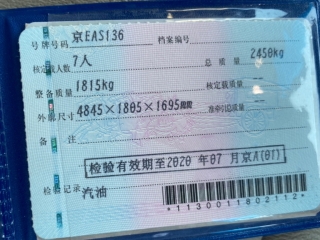 号牌号码 京EAS136 档案编号
核定载人数 7人 总质量 2450kg
整备质量 1815kg 核定载质量 --
外廓尺寸 4845×1805×1695mm 准牵引总质量 --
备注
检验有效期至2020年07月京A(01)
检验记录 汽油
*1130011802112*